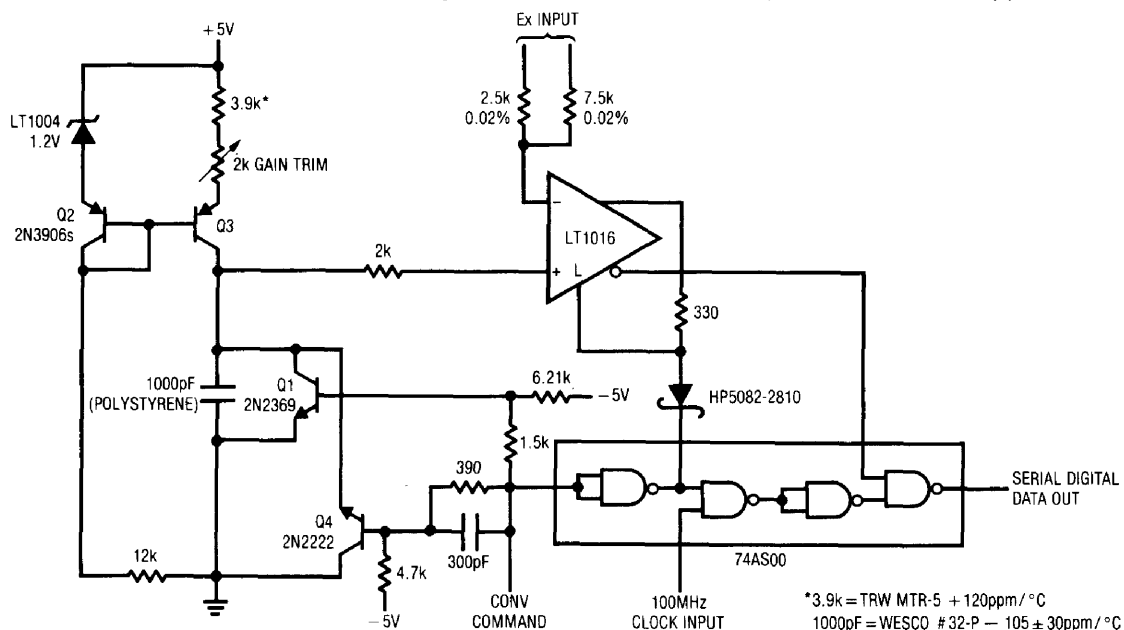 Ex INPUT
+5V
2.5k
0.02%
7.5k
0.02%
3.9k*
LT1004
1.2V
2k GAIN TRIM
Q2
2N3906s
Q3
−
LT1016
+ L
2k
330
1000pF
(POLYSTYRENE)
Q1
2N2369
6.21k
−5V
HP5082-2810
1.5k
390
SERIAL DIGITAL
DATA OUT
Q4
2N2222
300pF
74AS00
12k
4.7k
−5V
CONV
COMMAND
100MHz
CLOCK INPUT
*3.9k = TRW MTR-5 +120ppm/°C
1000pF = WESCO #32-P − 105 ± 30ppm/°C